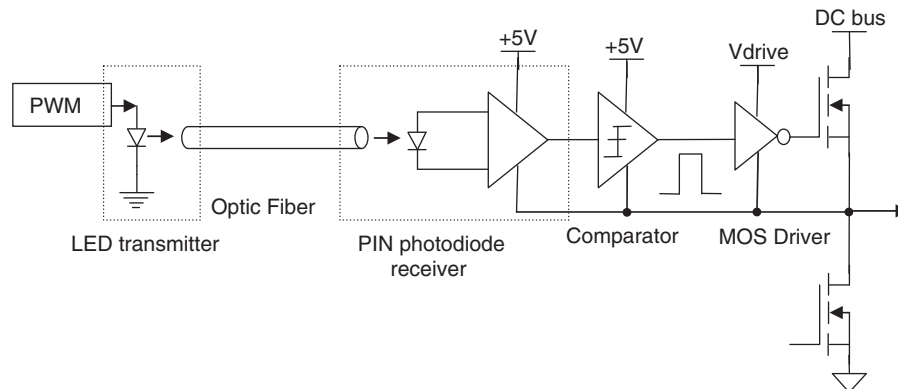 DC bus
+5V
+5V
Vdrive
PWM
Optic Fiber
LED transmitter
PIN photodiode
receiver
Comparator
MOS Driver